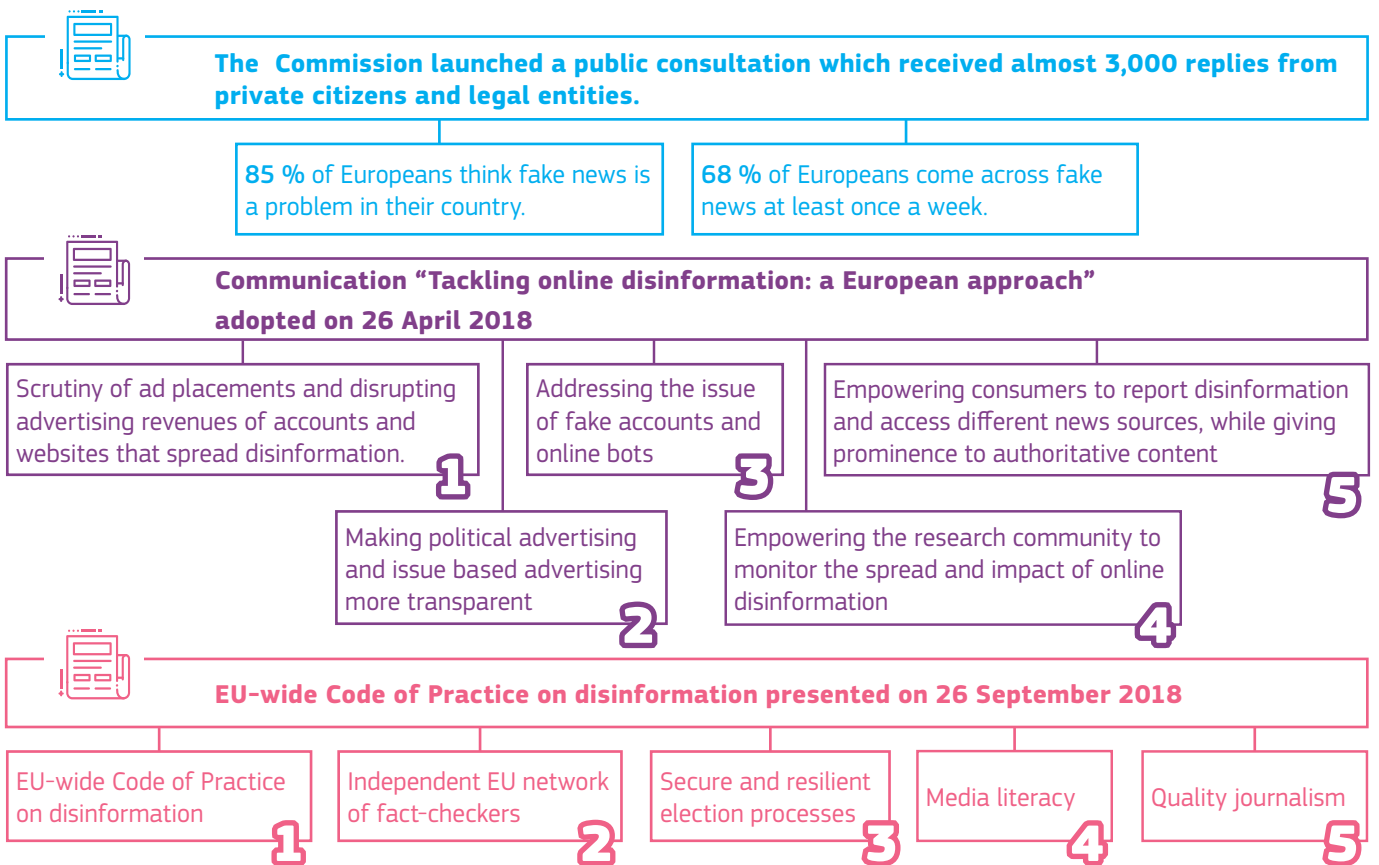 The Commission launched a public consultation which received almost 3,000 replies from
private citizens and legal entities.
85 % of Europeans think fake news is
a problem in their country.
68 % of Europeans come across fake
news at least once a week.
Communication “Tackling online disinformation: a European approach”
adopted on 26 April 2018
Scrutiny of ad placements and disrupting
advertising revenues of accounts and
websites that spread disinformation.
1
Making political advertising
and issue based advertising
more transparent
2
Addressing the issue
of fake accounts and
online bots
3
Empowering the research community to
monitor the spread and impact of online
disinformation
4
Empowering consumers to report disinformation
and access different news sources, while giving
prominence to authoritative content
5
EU-wide Code of Practice on disinformation presented on 26 September 2018
EU-wide Code of Practice
on disinformation
1
Independent EU network
of fact-checkers
2
Secure and resilient
election processes
3
Media literacy
4
Quality journalism
5